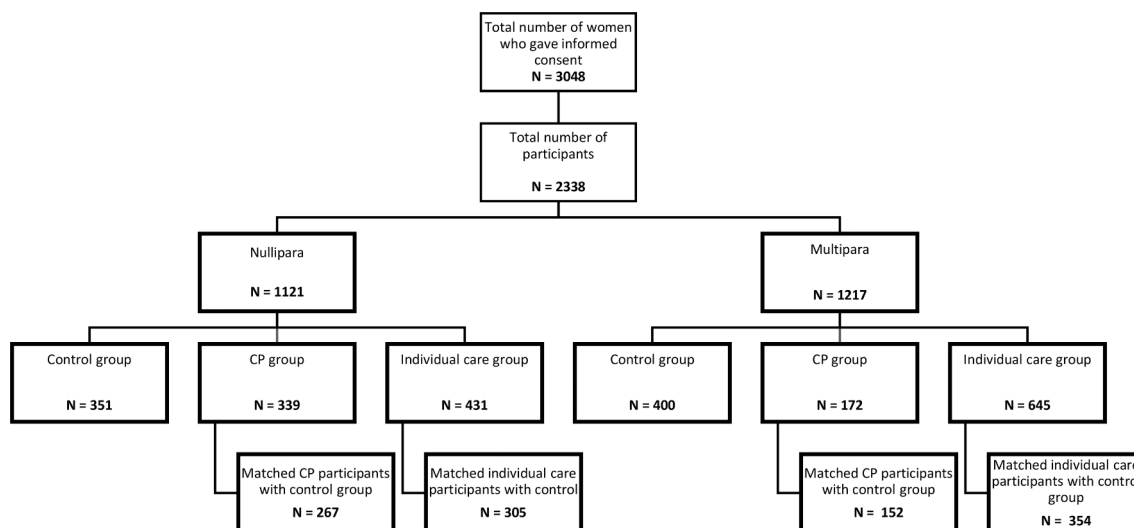 Total number of women
who gave informed
consent
N = 3048
Total number of
participants
N = 2338
Nullipara
N = 1121
Multipara
N = 1217
Control group
N = 351
CP group
N = 339
Individual care group
N = 431
Control group
N = 400
CP group
N = 172
Individual care group
N = 645
Matched CP participants
with control group
N = 267
Matched individual care
participants with control
N = 305
Matched CP participants
with control group
N = 152
Matched individual care
participants with control
group
N = 354